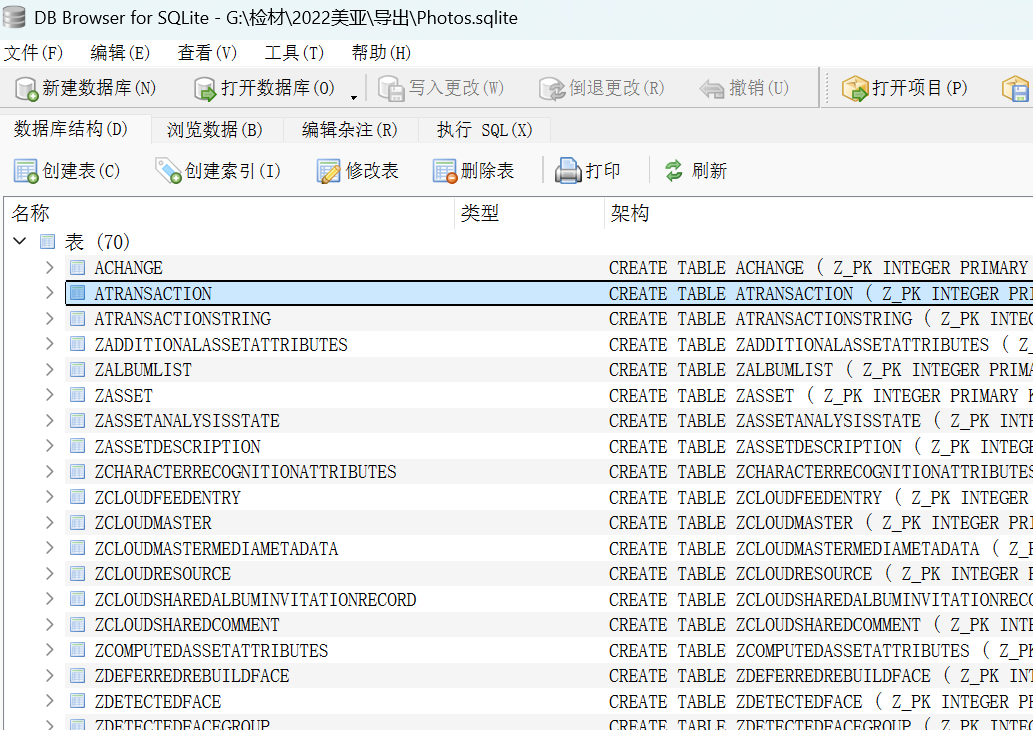 DB Browser for SQLite - G:\检材\2022美亚\导出\Photos.sqlite
文件(F) 编辑(E) 查看(V) 工具(T) 帮助(H)
新建数据库(N) 打开数据库(O) 写入更改(W) 倒退更改(R) 撤销(U) 打开项目(P)
数据库结构(D) 浏览数据(B) 编辑杂注(R) 执行 SQL(X)
创建表(C) 创建索引(I) 修改表 删除表 打印 刷新
名称 类型 架构
表 (70)
ACHANGE CREATE TABLE ACHANGE ( Z_PK INTEGER PRIMARY
ATRANSACTION CREATE TABLE ATRANSACTION ( Z_PK INTEGER PRI
ATRANSACTIONSTRING CREATE TABLE ATRANSACTIONSTRING ( Z_PK INTEG
ZADDITIONALASSETATTRIBUTES CREATE TABLE ZADDITIONALASSETATTRIBUTES ( Z_
ZALBUMLIST CREATE TABLE ZALBUMLIST ( Z_PK INTEGER PRIMA
ZASSET CREATE TABLE ZASSET ( Z_PK INTEGER PRIMARY K
ZASSETANALYSISSTATE CREATE TABLE ZASSETANALYSISSTATE ( Z_PK INTE
ZASSETDESCRIPTION CREATE TABLE ZASSETDESCRIPTION ( Z_PK INTEGE
ZCHARACTERRECOGNITIONATTRIBUTES CREATE TABLE ZCHARACTERRECOGNITIONATTRIBUTES
ZCLOUDFEEDENTRY CREATE TABLE ZCLOUDFEEDENTRY ( Z_PK INTEGER
ZCLOUDMASTER CREATE TABLE ZCLOUDMASTER ( Z_PK INTEGER PRI
ZCLOUDMASTERMEDIAMETADATA CREATE TABLE ZCLOUDMASTERMEDIAMETADATA ( Z_P
ZCLOUDRESOURCE CREATE TABLE ZCLOUDRESOURCE ( Z_PK INTEGER P
ZCLOUDSHAREDALBUMINVITATIONRECORD CREATE TABLE ZCLOUDSHAREDALBUMINVITATIONRECO
ZCLOUDSHAREDCOMMENT CREATE TABLE ZCLOUDSHAREDCOMMENT ( Z_PK INTE
ZCOMPUTEDASSETATTRIBUTES CREATE TABLE ZCOMPUTEDASSETATTRIBUTES ( Z_PK
ZDEFERREDREBUILDFACE CREATE TABLE ZDEFERREDREBUILDFACE ( Z_PK INT
ZDETECTEDFACE CREATE TABLE ZDETECTEDFACE ( Z_PK INTEGER PR
ZDETECTEDFACEGROUP CREATE TABLE ZDETECTEDFACEGROUP ( Z_PK INTEG